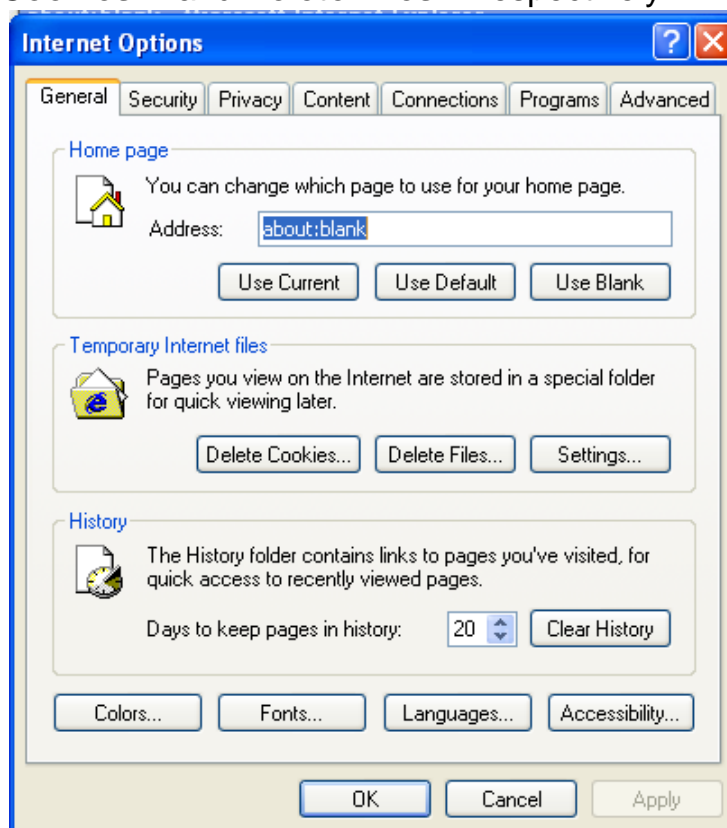 Internet Options
General Security Privacy Content Connections Programs Advanced
Home page
You can change which page to use for your home page.
Address: about:blank
Use Current Use Default Use Blank
Temporary Internet files
Pages you view on the Internet are stored in a special folder
for quick viewing later.
Delete Cookies... Delete Files... Settings...
History
The History folder contains links to pages you've visited, for
quick access to recently viewed pages.
Days to keep pages in history: 20 Clear History
Colors... Fonts... Languages... Accessibility...
OK Cancel Apply